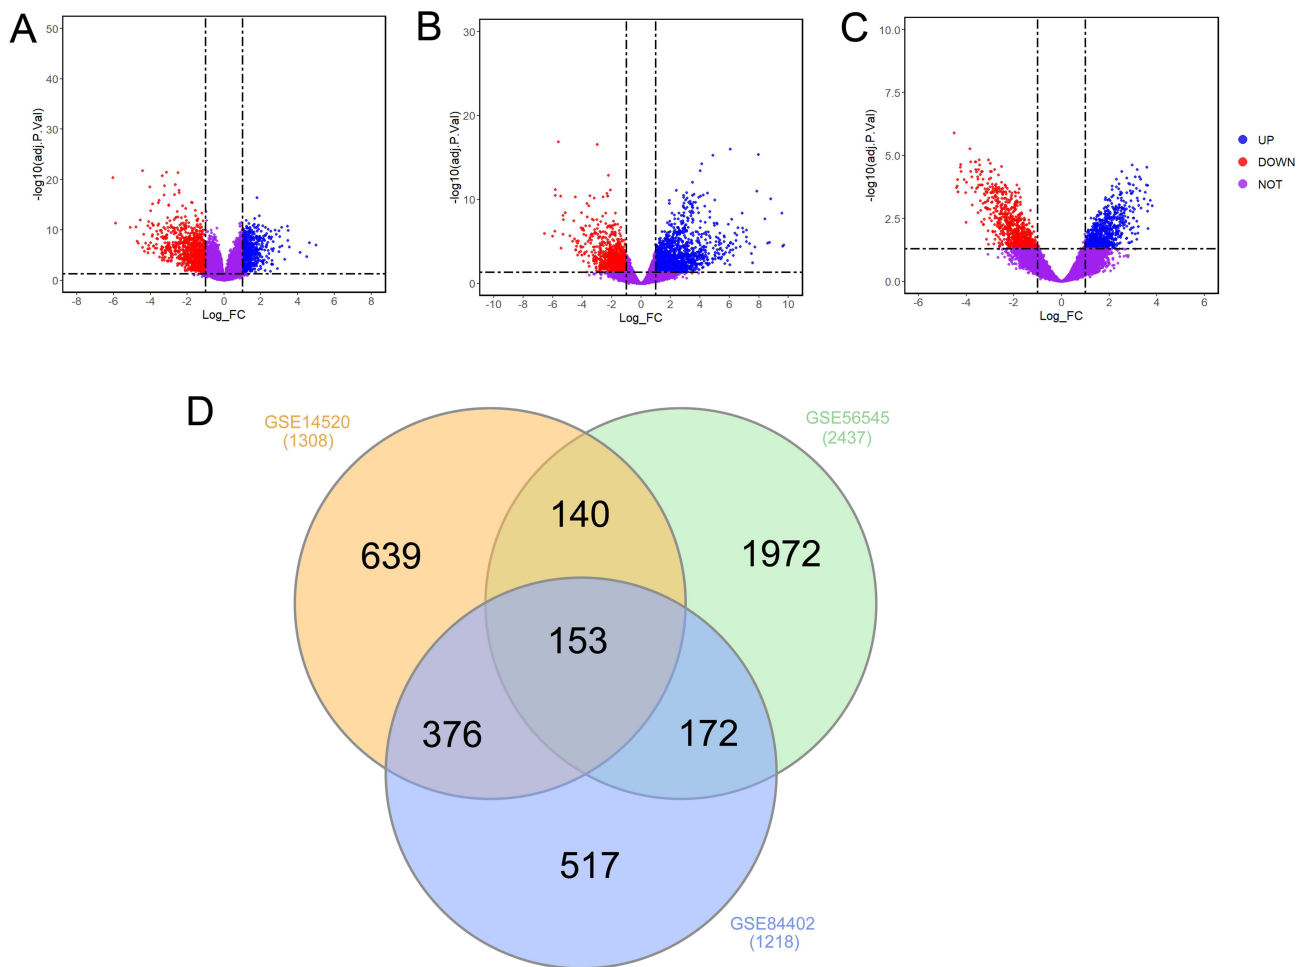 A
50
40
30
20
10
0
-log10(adj.P.Val)
-8 -6 -4 -2 0 2 4 6 8
Log_FC
B
30
20
10
0
-log10(adj.P.Val)
-10 -8 -6 -4 -2 0 2 4 6 8 10
Log_FC
C
10.0
7.5
5.0
2.5
0.0
-log10(adj.P.Val)
-6 -4 -2 0 2 4 6
Log_FC
UP
DOWN
NOT
D
GSE14520
(1308)
GSE56545
(2437)
140
639
1972
153
376
172
517
GSE84402
(1218)